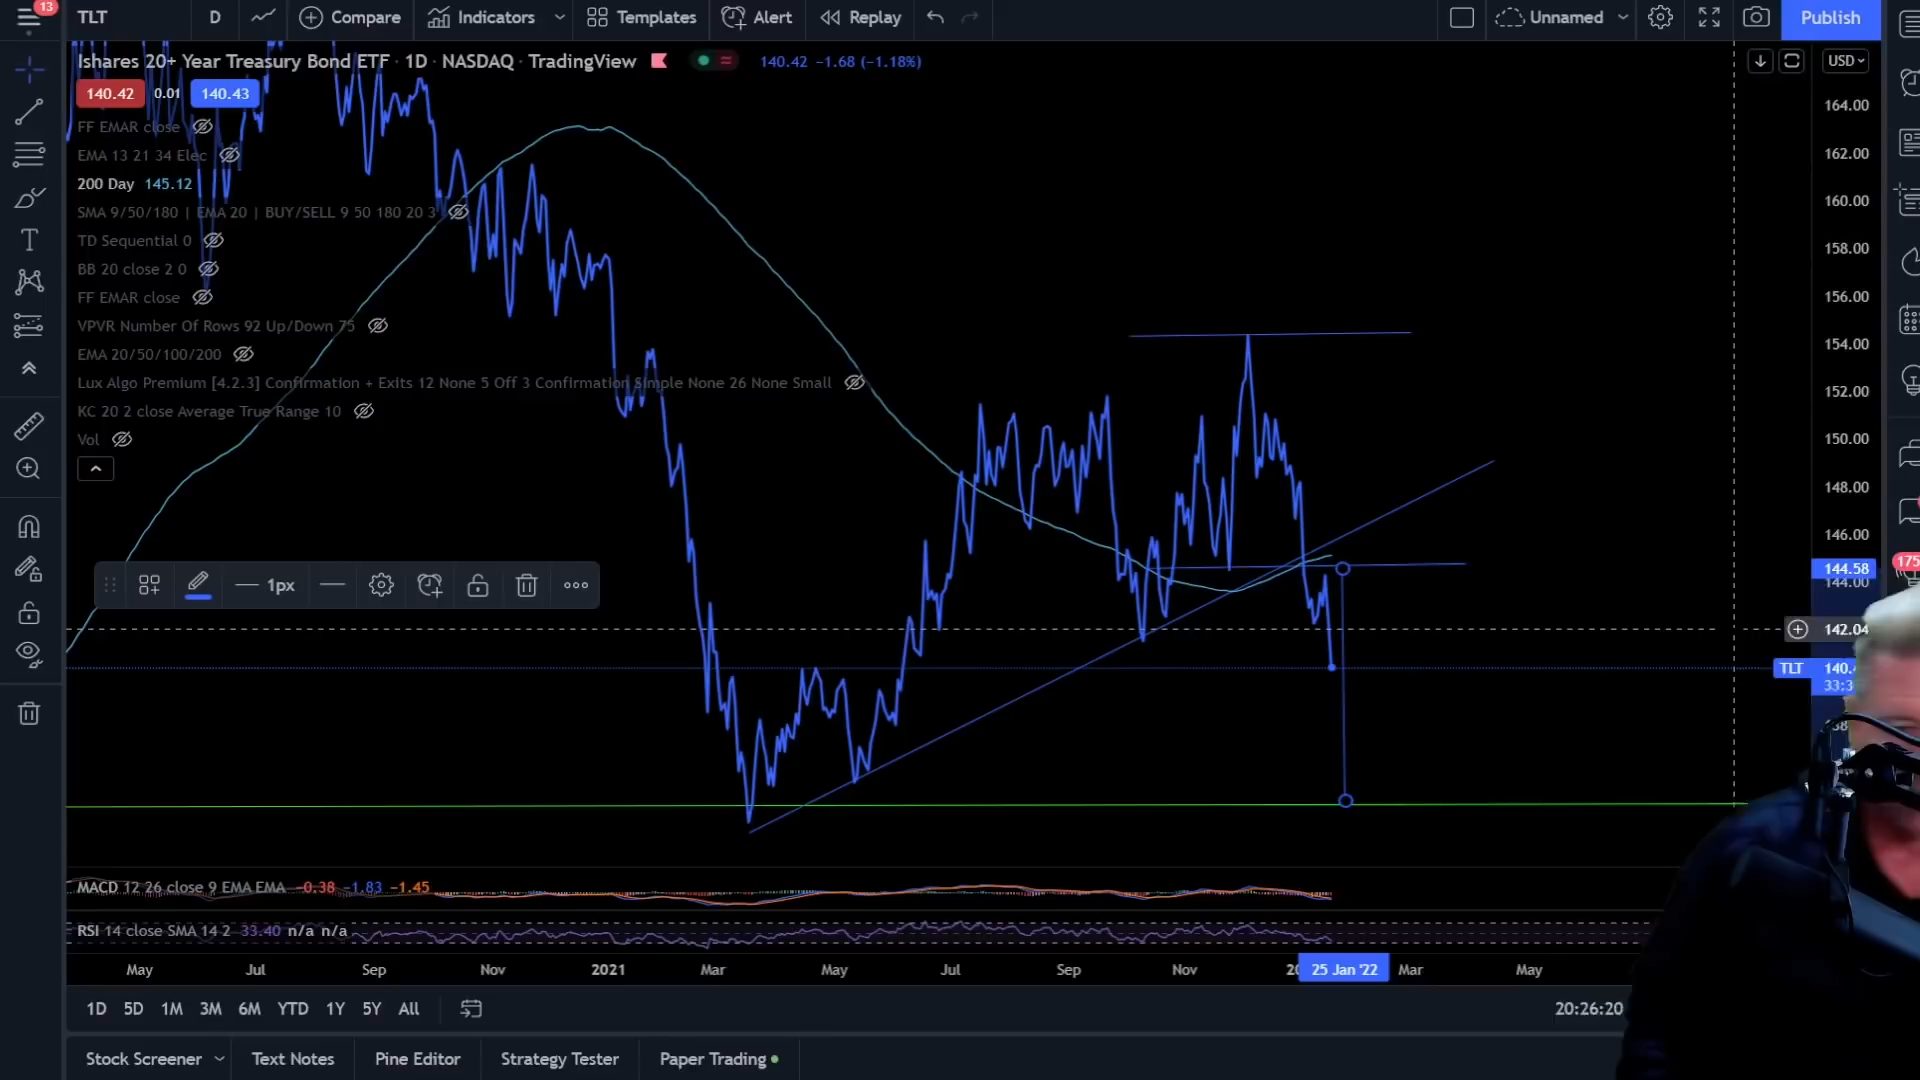 13
TLT
D
Compare
Indicators
Templates
Alert
Replay
Unnamed
Publish
Ishares 20+ Year Treasury Bond ETF · 1D · NASDAQ · TradingView
140.42 −1.68 (−1.18%)
USD
140.42 0.01 140.43
FF EMAR close
EMA 13 21 34 Elec
200 Day 145.12
SMA 9/50/180 | EMA 20 | BUY/SELL 9 50 180 20 3
TD Sequential 0
BB 20 close 2 0
FF EMAR close
VPVR Number Of Rows 92 Up/Down 75
EMA 20/50/100/200
Lux Algo Premium [4.2.3] Confirmation + Exits 12 None 5 Off 3 Confirmation Simple None 26 None Small
KC 20 2 close Average True Range 10
Vol
1px
164.00
162.00
160.00
158.00
156.00
154.00
152.00
150.00
148.00
146.00
144.58
144.00
175
142.04
TLT 140.4
33:3
MACD 12 26 close 9 EMA EMA −0.38 −1.83 −1.45
RSI 14 close SMA 14 2 33.40 n/a n/a
May Jul Sep Nov 2021 Mar May Jul Sep Nov 25 Jan '22 Mar May
1D 5D 1M 3M 6M YTD 1Y 5Y All
20:26:20
Stock Screener Text Notes Pine Editor Strategy Tester Paper Trading